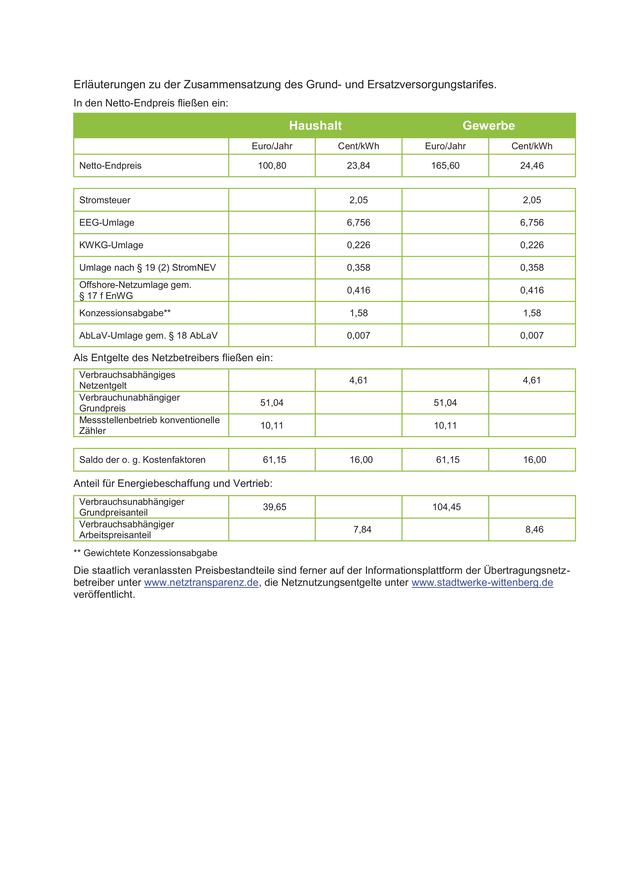 Erläuterungen zu der Zusammensatzung des Grund- und Ersatzversorgungstarifes.
In den Netto-Endpreis fließen ein:
Haushalt Gewerbe
Euro/Jahr Cent/kWh Euro/Jahr Cent/kWh
Netto-Endpreis 100,80 23,84 165,60 24,46
Stromsteuer 2,05 2,05
EEG-Umlage 6,756 6,756
KWKG-Umlage 0,226 0,226
Umlage nach § 19 (2) StromNEV 0,358 0,358
Offshore-Netzumlage gem.
§ 17 f EnWG 0,416 0,416
Konzessionsabgabe** 1,58 1,58
AbLaV-Umlage gem. § 18 AbLaV 0,007 0,007
Als Entgelte des Netzbetreibers fließen ein:
Verbrauchsabhängiges
Netzentgelt 4,61 4,61
Verbrauchunabhängiger
Grundpreis 51,04 51,04
Messstellenbetrieb konventionelle
Zähler 10,11 10,11
Saldo der o. g. Kostenfaktoren 61,15 16,00 61,15 16,00
Anteil für Energiebeschaffung und Vertrieb:
Verbrauchsunabhängiger
Grundpreisanteil 39,65 104,45
Verbrauchsabhängiger
Arbeitspreisanteil 7,84 8,46
** Gewichtete Konzessionsabgabe
Die staatlich veranlassten Preisbestandteile sind ferner auf der Informationsplattform der Übertragungsnetz-
betreiber unter www.netztransparenz.de, die Netznutzungsentgelte unter www.stadtwerke-wittenberg.de
veröffentlicht.